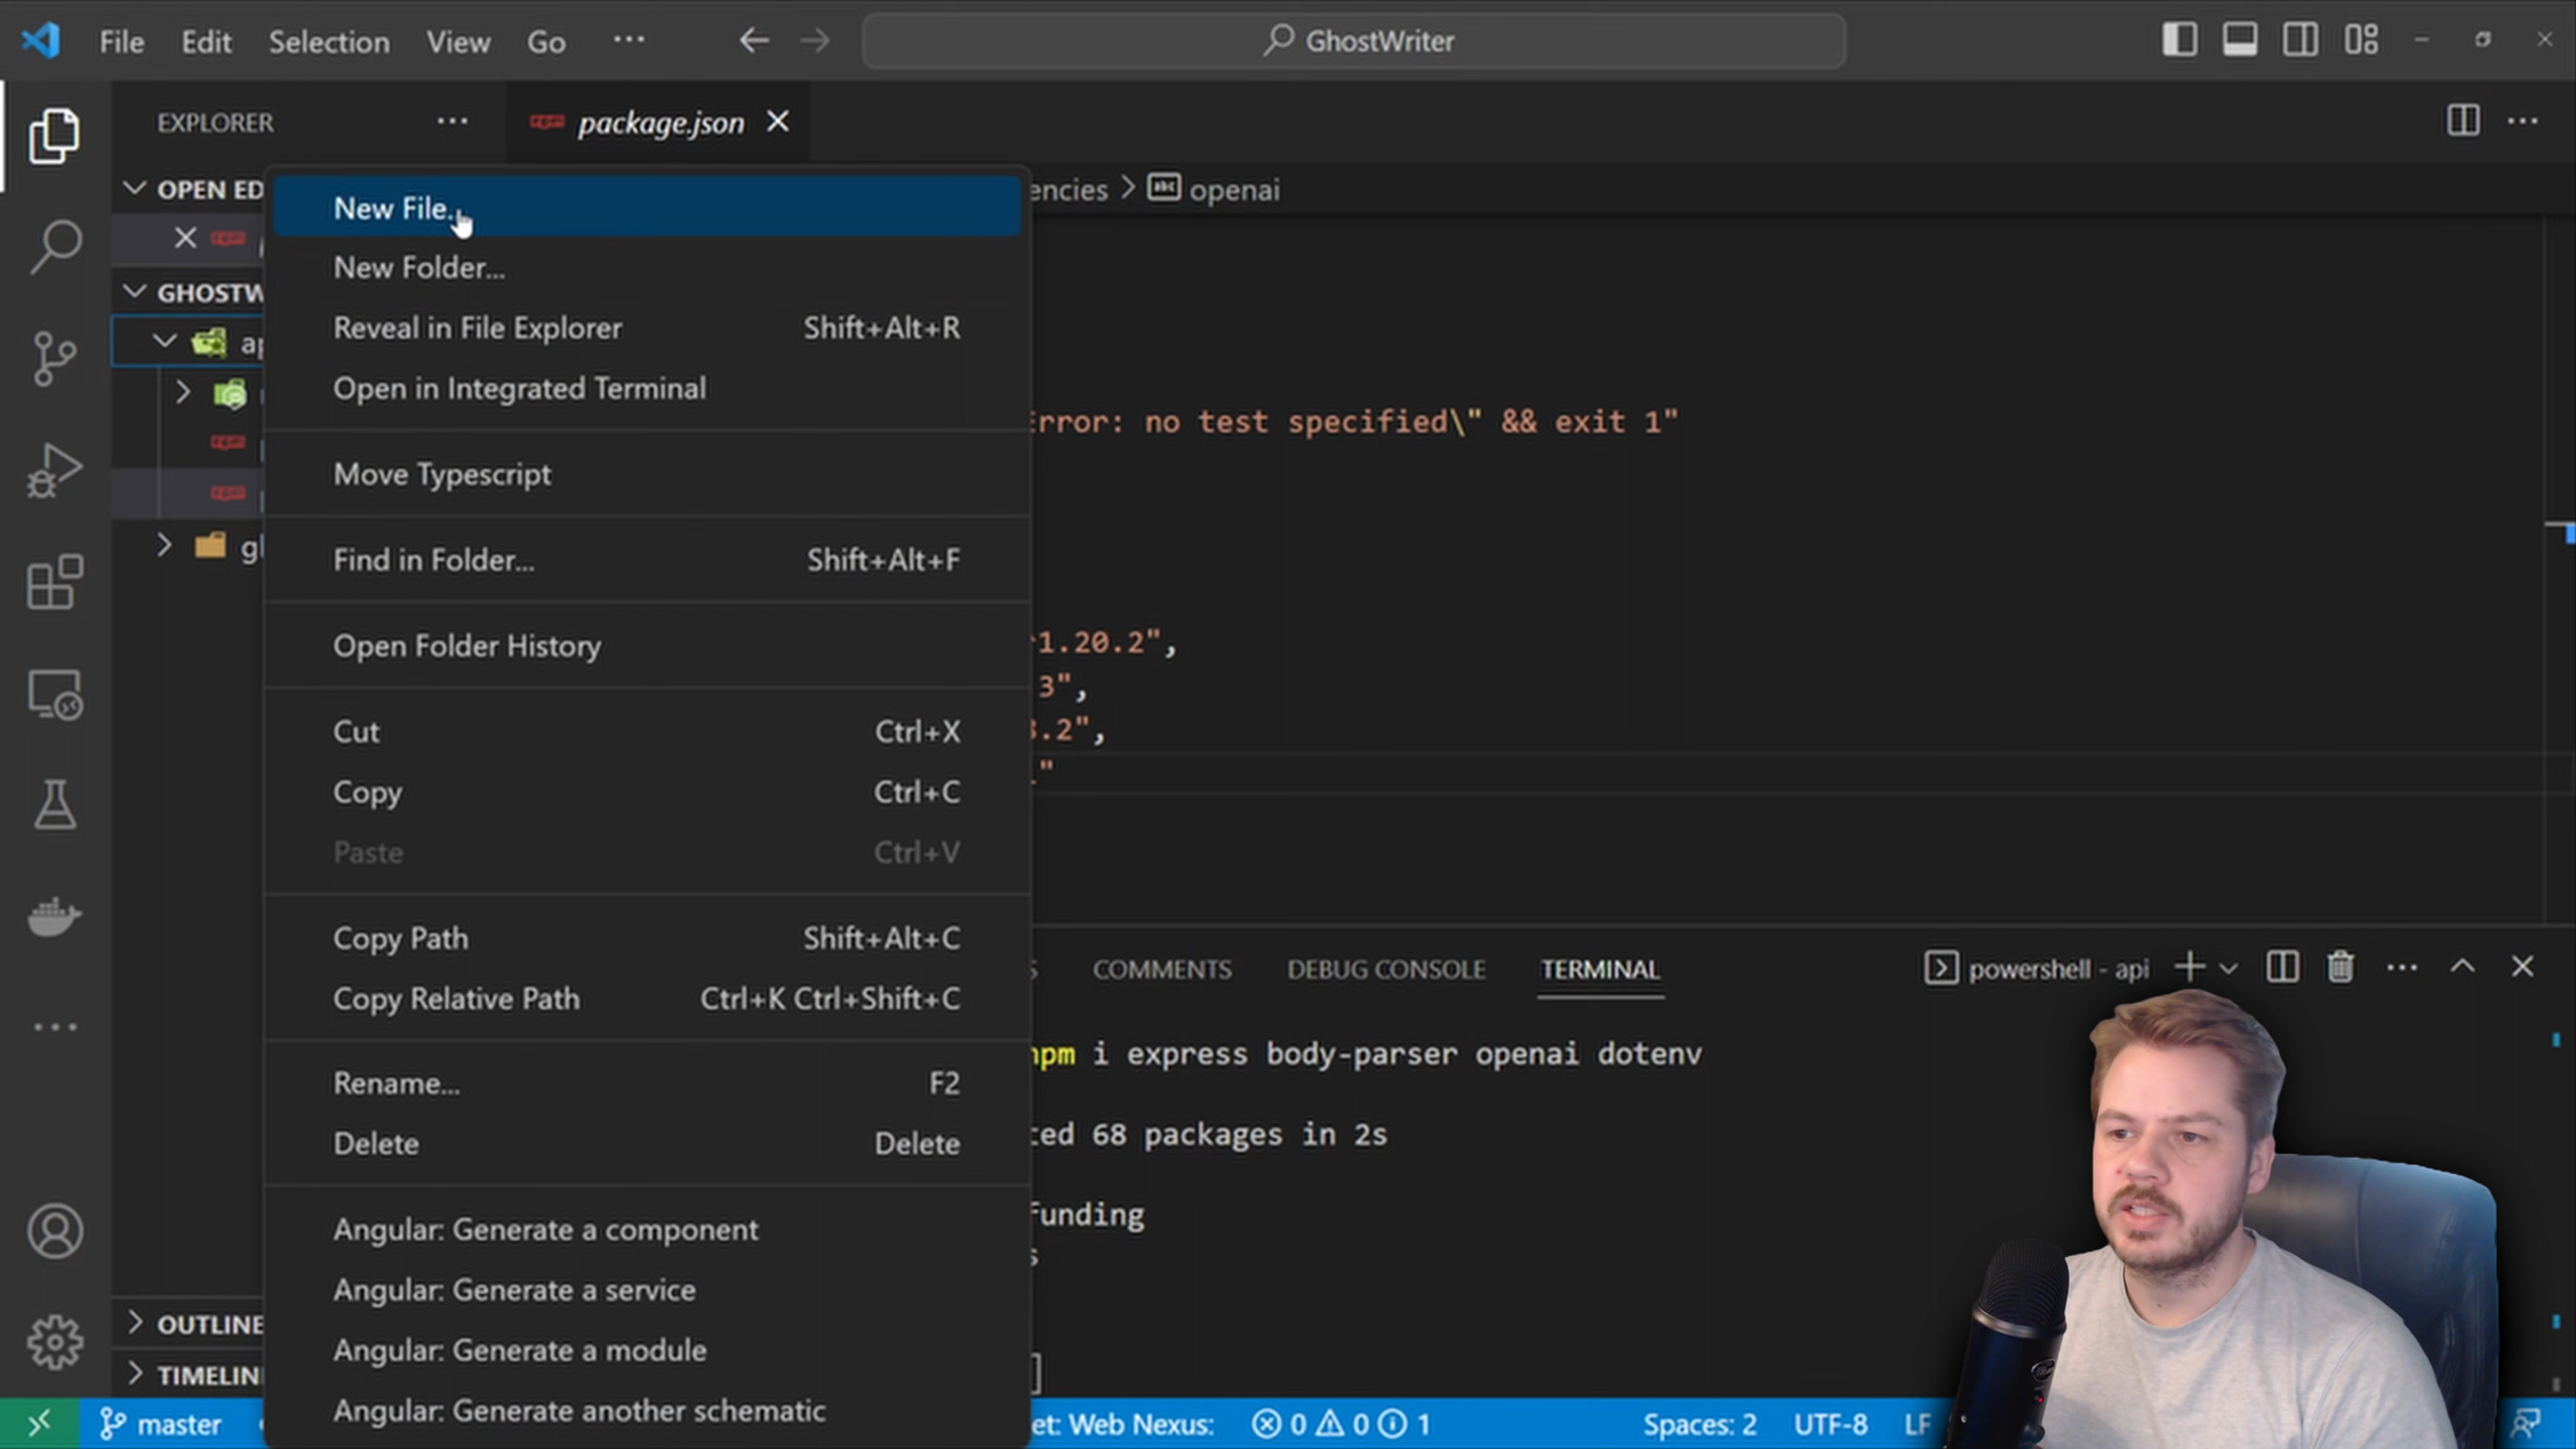 File Edit Selection View Go ... GhostWriter
EXPLORER ... package.json
OPEN ED
encies > openai
GHOSTW
New File...
New Folder...
Reveal in File Explorer Shift+Alt+R
Open in Integrated Terminal
Move Typescript
Find in Folder... Shift+Alt+F
Open Folder History
Cut Ctrl+X
Copy Ctrl+C
Paste Ctrl+V
Copy Path Shift+Alt+C
Copy Relative Path Ctrl+K Ctrl+Shift+C
Rename... F2
Delete Delete
Angular: Generate a component
Angular: Generate a service
Angular: Generate a module
Angular: Generate another schematic
rror: no test specified\" && exit 1"
1.20.2",
3",
.2",
"
COMMENTS DEBUG CONSOLE TERMINAL powershell - api
npm i express body-parser openai dotenv
ted 68 packages in 2s
funding
OUTLINE
TIMELIN
master et: Web Nexus: 0 0 1 Spaces: 2 UTF-8 LF